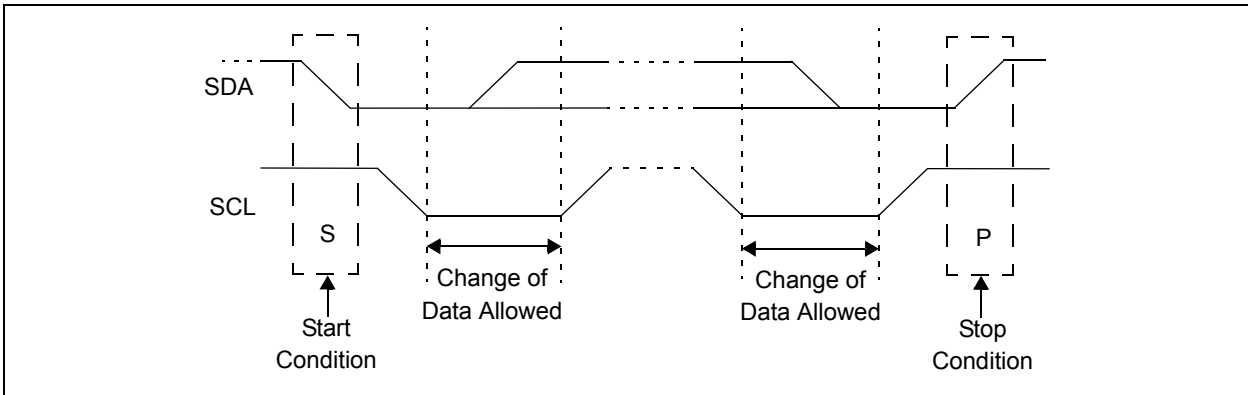 SDA
SCL
S
P
Change of
Data Allowed
Change of
Data Allowed
Start
Condition
Stop
Condition